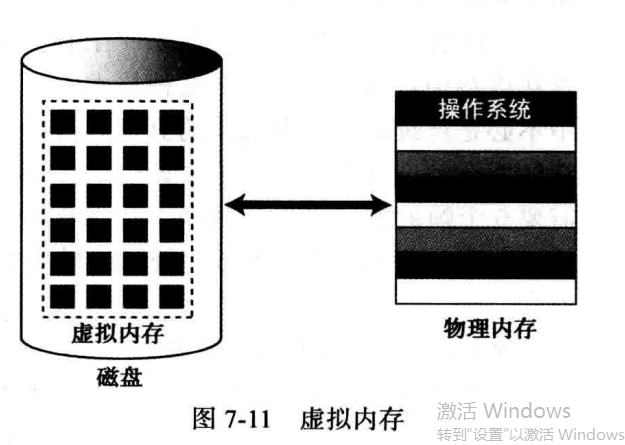 操作系统
虚拟内存
磁盘
物理内存
图 7-11 虚拟内存
激活 Windows
转到"设置"以激活 Windows